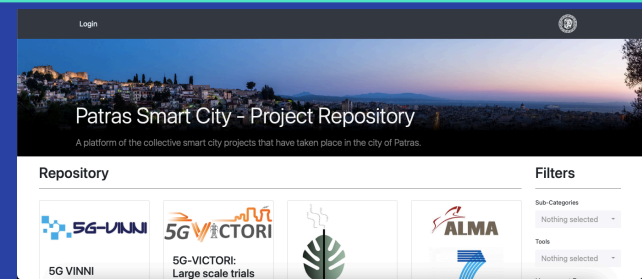 Login
Patras Smart City - Project Repository
A platform of the collective smart city projects that have taken place in the city of Patras.
Repository
Filters
5G-VINNI
5G VICTORI
ALMA
5G VINNI
5G-VICTORI:
Large scale trials
Sub-Categories
Nothing selected
Tools
Nothing selected